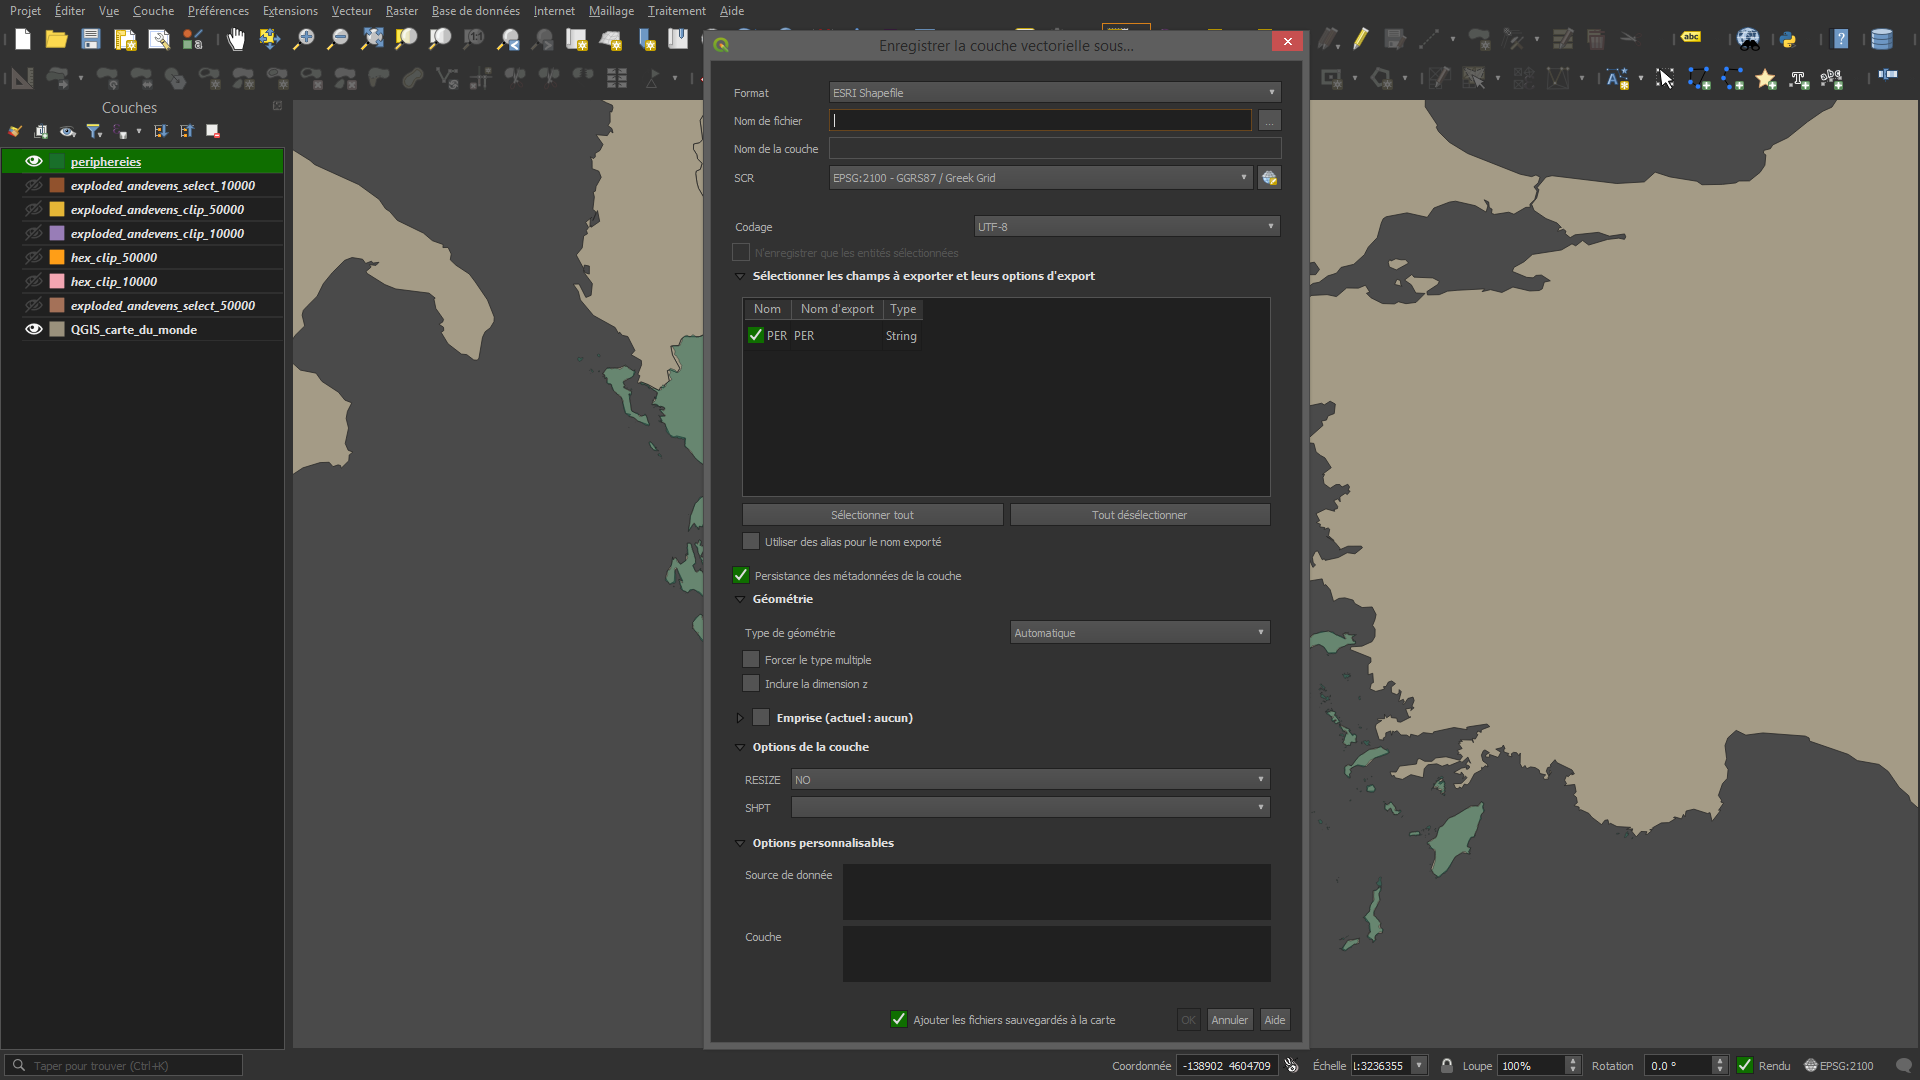 Projet Éditer Vue Couche Préférences Extensions Vecteur Raster Base de données Internet Maillage Traitement Aide
Enregistrer la couche vectorielle sous...
abc
Couches
periphereies
exploded_andevens_select_10000
exploded_andevens_clip_50000
exploded_andevens_clip_10000
hex_clip_50000
hex_clip_10000
exploded_andevens_select_50000
QGIS_carte_du_monde
Format ESRI Shapefile
Nom de fichier ...
Nom de la couche
SCR EPSG:2100 - GGRS87 / Greek Grid
Codage UTF-8
N'enregistrer que les entités sélectionnées
Sélectionner les champs à exporter et leurs options d'export
Nom Nom d'export Type
PER PER String
Sélectionner tout Tout désélectionner
Utiliser des alias pour le nom exporté
Persistance des métadonnées de la couche
Géométrie
Type de géométrie Automatique
Forcer le type multiple
Inclure la dimension z
Emprise (actuel : aucun)
Options de la couche
RESIZE NO
SHPT
Options personnalisables
Source de donnée
Couche
Ajouter les fichiers sauvegardés à la carte OK Annuler Aide
Taper pour trouver (Ctrl+K) Coordonnée -138902 4604709 Échelle 1:3236355 Loupe 100% Rotation 0.0 ° Rendu EPSG:2100